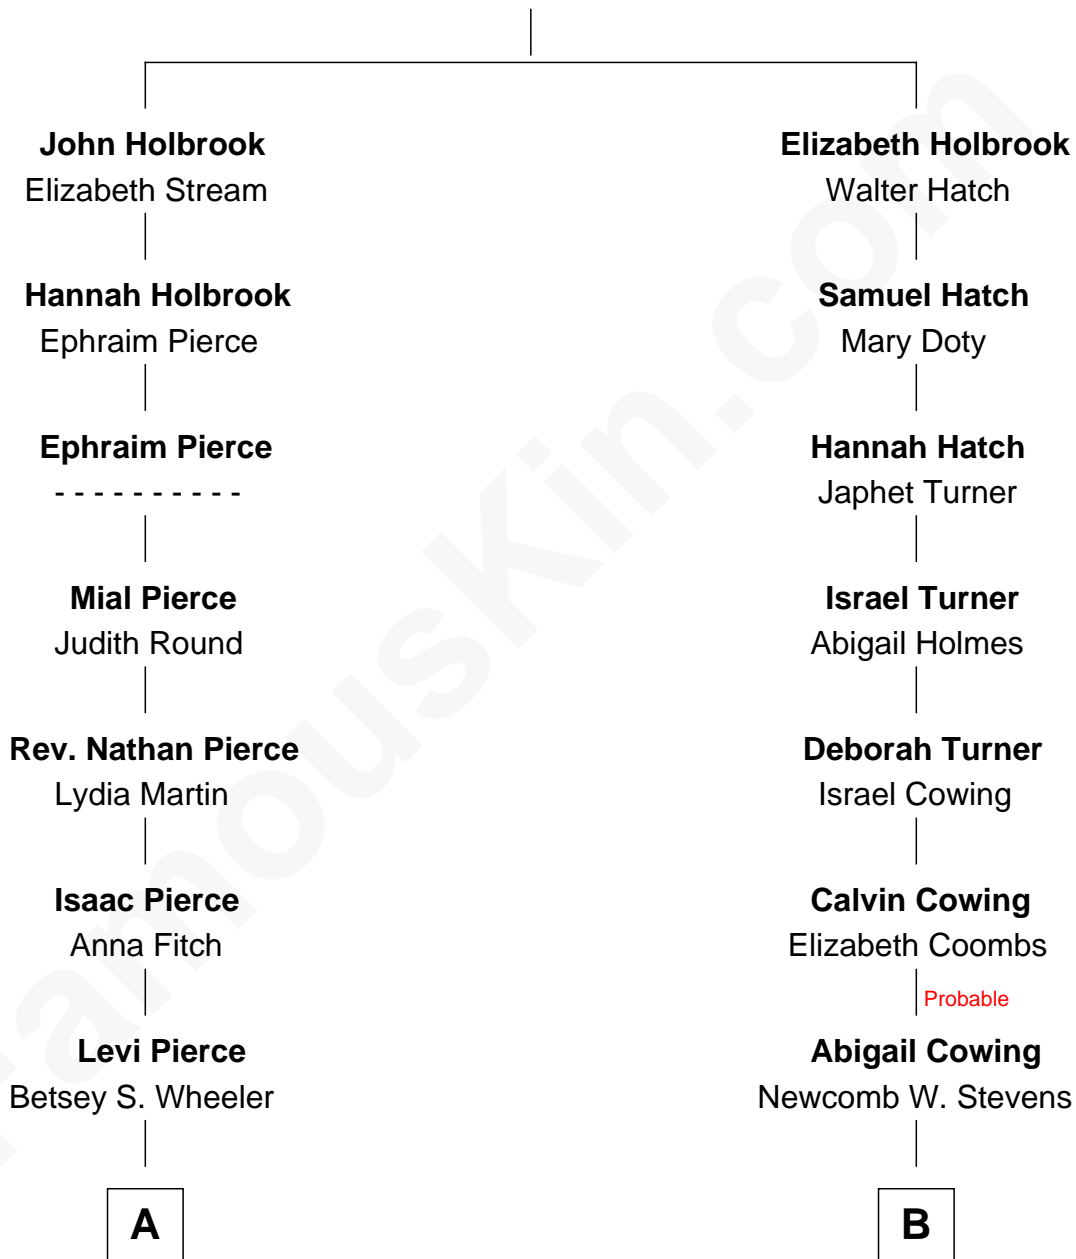 John Holbrook
Elizabeth Stream
Elizabeth Holbrook
Walter Hatch
Hannah Holbrook
Ephraim Pierce
Samuel Hatch
Mary Doty
Ephraim Pierce
- - - - - - - - - -
Hannah Hatch
Japhet Turner
Mial Pierce
Judith Round
Israel Turner
Abigail Holmes
Rev. Nathan Pierce
Lydia Martin
Deborah Turner
Israel Cowing
Isaac Pierce
Anna Fitch
Calvin Cowing
Elizabeth Coombs
Probable
Levi Pierce
Betsey S. Wheeler
Abigail Cowing
Newcomb W. Stevens
A
B
FamousKin.com